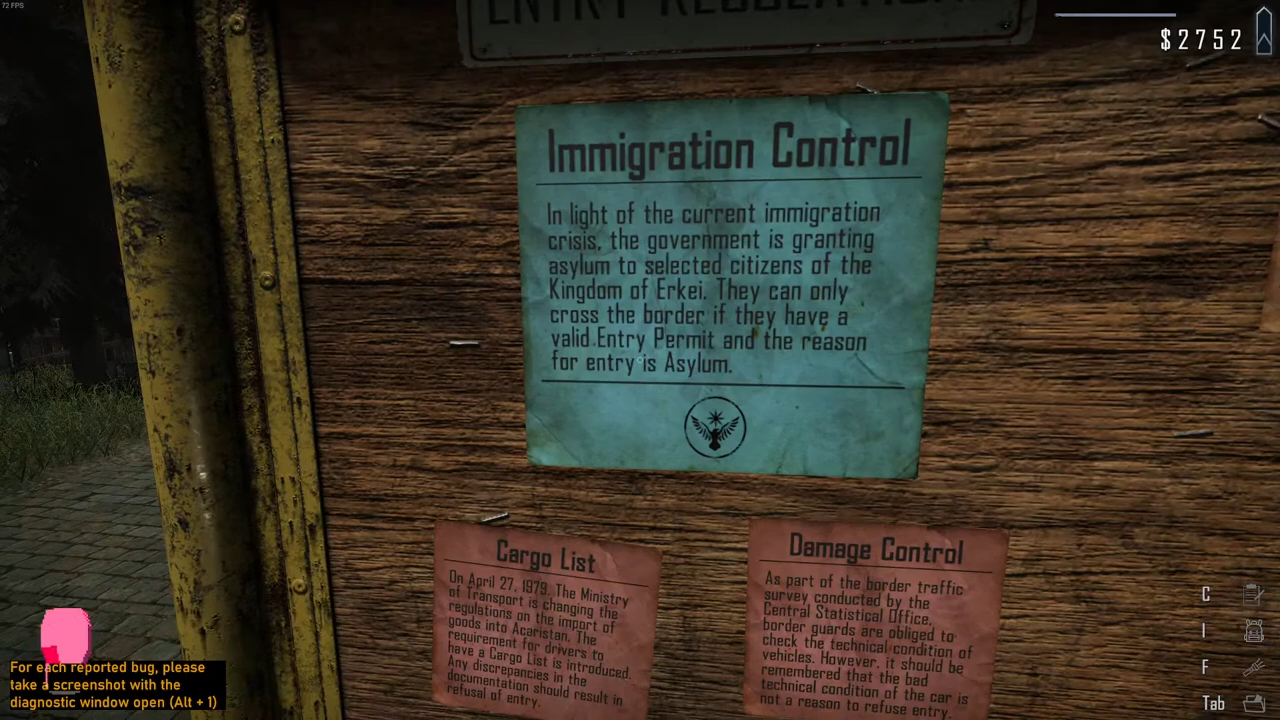 72 FPS
ENTRY REGULATIONS
$2752
Immigration Control
In light of the current immigration
crisis, the government is granting
asylum to selected citizens of the
Kingdom of Erkei. They can only
cross the border if they have a
valid Entry Permit and the reason
for entry is Asylum.
Cargo List
On April 27, 1979, The Ministry
of Transport is changing the
regulations on the import of
goods into Acaristan. The
requirement for drivers to
have a Cargo List is introduced.
Any discrepancies in the
documentation should result in
refusal of entry.
Damage Control
As part of the border traffic
survey conducted by the
Central Statistical Office,
border guards are obliged to
check the technical condition of
vehicles. However, it should be
remembered that the bad
technical condition of the car is
not a reason to refuse entry.
C
I
F
Tab
For each reported bug, please
take a screenshot with the
diagnostic window open (Alt + 1)